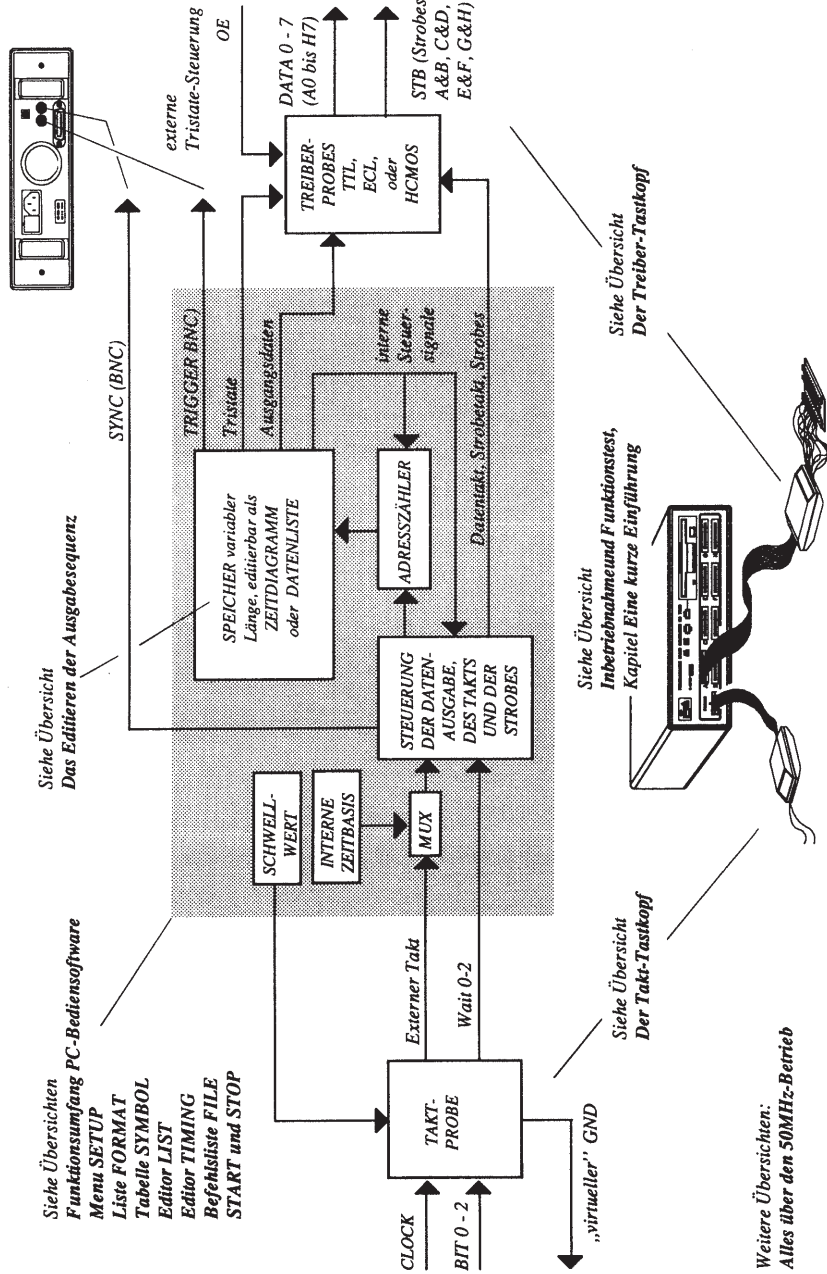 Siehe Übersichten
Funktionsumfang PC-Bediensoftware
Menu SETUP
Liste FORMAT
Tabelle SYMBOL
Editor LIST
Editor TIMING
Befehlsliste FILE
START und STOP
Siehe Übersicht
Das Editieren der Ausgabesequenz
SYNC (BNC)
TRIGGER BNC)
Tristate
Ausgangsdaten
interne
Steuer-
signale
externe
Tristate-Steuerung
OE
SCHWELL-
WERT
INTERNE
ZEITBASIS
MUX
SPEICHER variabler
Länge, editierbar als
ZEITDIAGRAMM
oder DATENLISTE
ADRESSZÄHLER
STEUERUNG
DER DATEN-
AUSGABE,
DES TAKTS
UND DER
STROBES
Datentakt, Strobetakt, Strobes
TREIBER-
PROBES
TTL,
ECL,
oder
HCMOS
DATA 0 - 7
(A0 bis H7)
STB (Strobes
A&B, C&D,
E&F, G&H)
CLOCK
BIT 0 - 2
TAKT-
PROBE
Externer Takt
Wait 0-2
„virtueller" GND
Siehe Übersicht
Der Takt-Tastkopf
Siehe Übersicht
Inbetriebnahmeund Funktionstest,
Kapitel Eine kurze Einführung
Siehe Übersicht
Der Treiber-Tastkopf
Weitere Übersichten:
Alles über den 50MHz-Betrieb